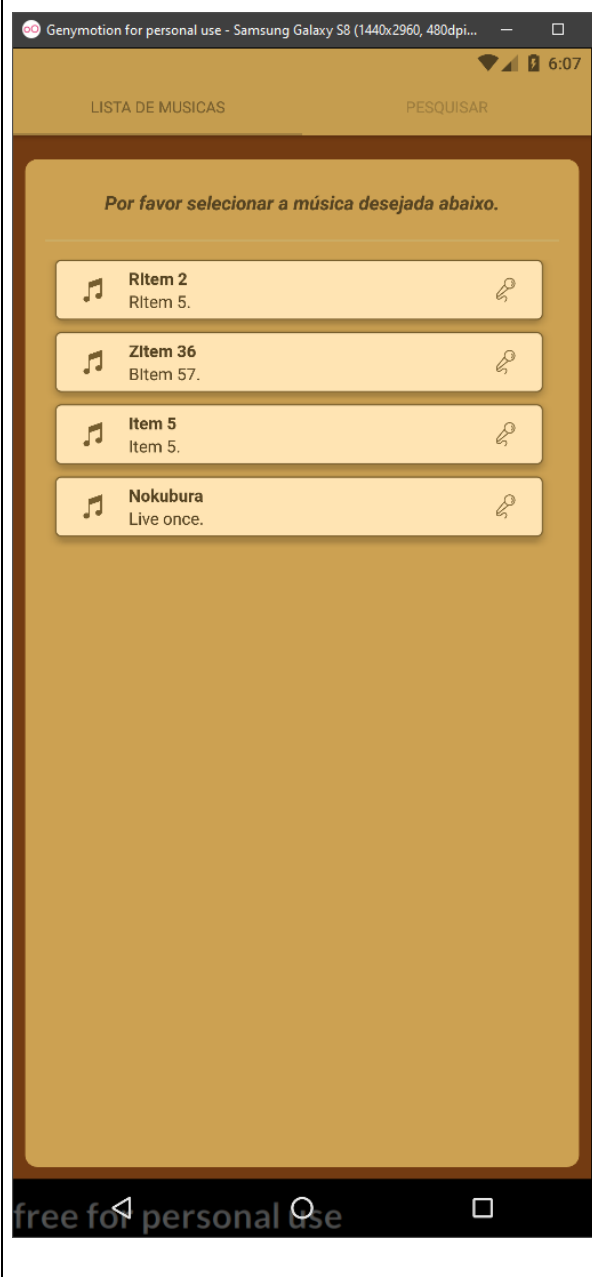 Genymotion for personal use - Samsung Galaxy S8 (1440x2960, 480dpi...
6:07
LISTA DE MUSICAS
PESQUISAR
Por favor selecionar a música desejada abaixo.
RItem 2
RItem 5.
ZItem 36
BItem 57.
Item 5
Item 5.
Nokubura
Live once.
free for personal use